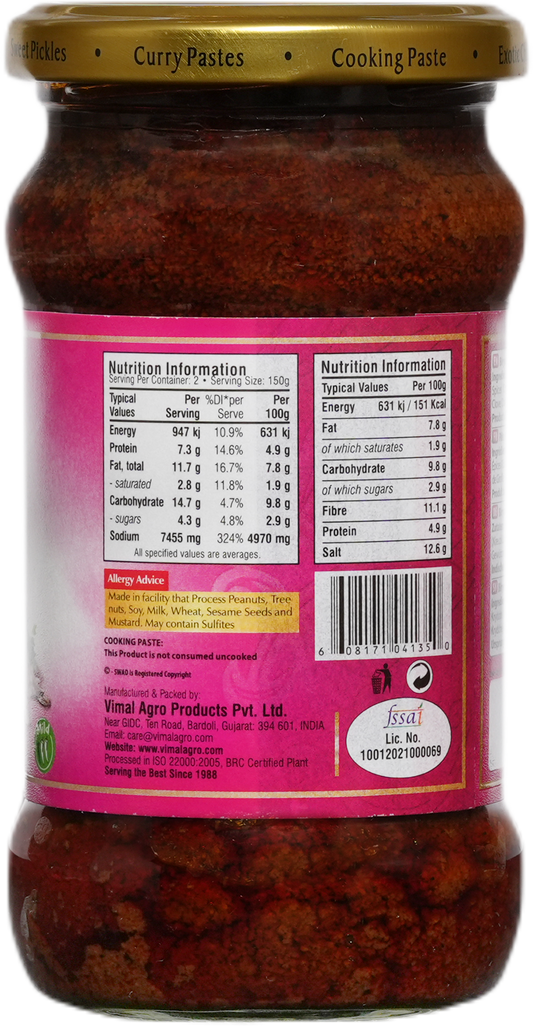 Pickles • Curry Pastes • Cooking Paste •
Nutrition Information
Serving Per Container: 2 • Serving Size: 150g
Typical Values Per Serving %DI*per Serve Per 100g
Energy 947 kj 10.9% 631 kj
Protein 7.3 g 14.6% 4.9 g
Fat, total 11.7 g 16.7% 7.8 g
- saturated 2.8 g 11.8% 1.9 g
Carbohydrate 14.7 g 4.7% 9.8 g
- sugars 4.3 g 4.8% 2.9 g
Sodium 7455 mg 324% 4970 mg
All specified values are averages.
Nutrition Information
Typical Values Per 100g
Energy 631 kj / 151 Kcal
Fat 7.8 g
of which saturates 1.9 g
Carbohydrate 9.8 g
of which sugars 2.9 g
Fibre 11.1 g
Protein 4.9 g
Salt 12.6 g
Allergy Advice
Made in facility that Process Peanuts, Tree
nuts, Soy, Milk, Wheat, Sesame Seeds and
Mustard. May contain Sulfites
COOKING PASTE:
This Product is not consumed uncooked
© - SWAD is Registered Copyright
6 08171 04135 0
Manufactured & Packed by:
Vimal Agro Products Pvt. Ltd.
Near GIDC, Ten Road, Bardoli, Gujarat: 394 601, INDIA.
Email: care@vimalagro.com
Website: www.vimalagro.com
Processed in ISO 22000:2005, BRC Certified Plant
Serving the Best Since 1988
fssai
Lic. No.
10012021000069